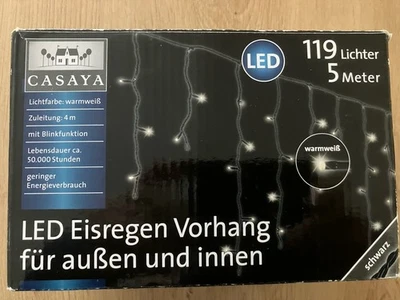 CASAYA
Lichtfarbe: warmweiß
Zuleitung: 4m
mit Blinkfunktion
Lebensdauer ca.
50.000 Stunden
geringer
Energieverbrauch
LED
119 Lichter
5 Meter
warmweiß
LED Eisregen Vorhang
für außen und innen
schwarz